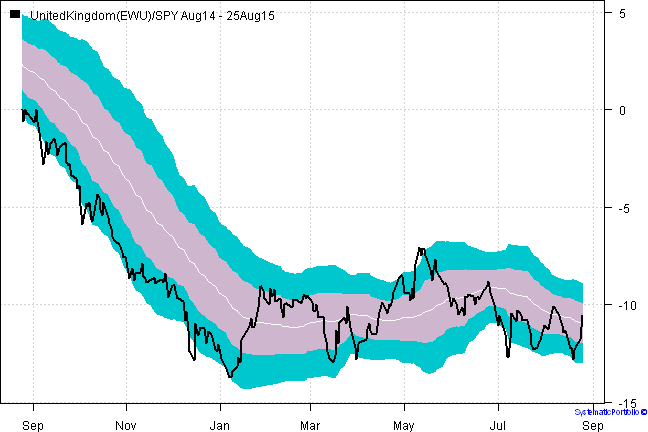 UnitedKingdom(EWU)/SPY Aug14 - 25Aug15
5
0
-5
-10
-15
Sep Nov Jan Mar May Jul Sep
SystematicPortfolio ©